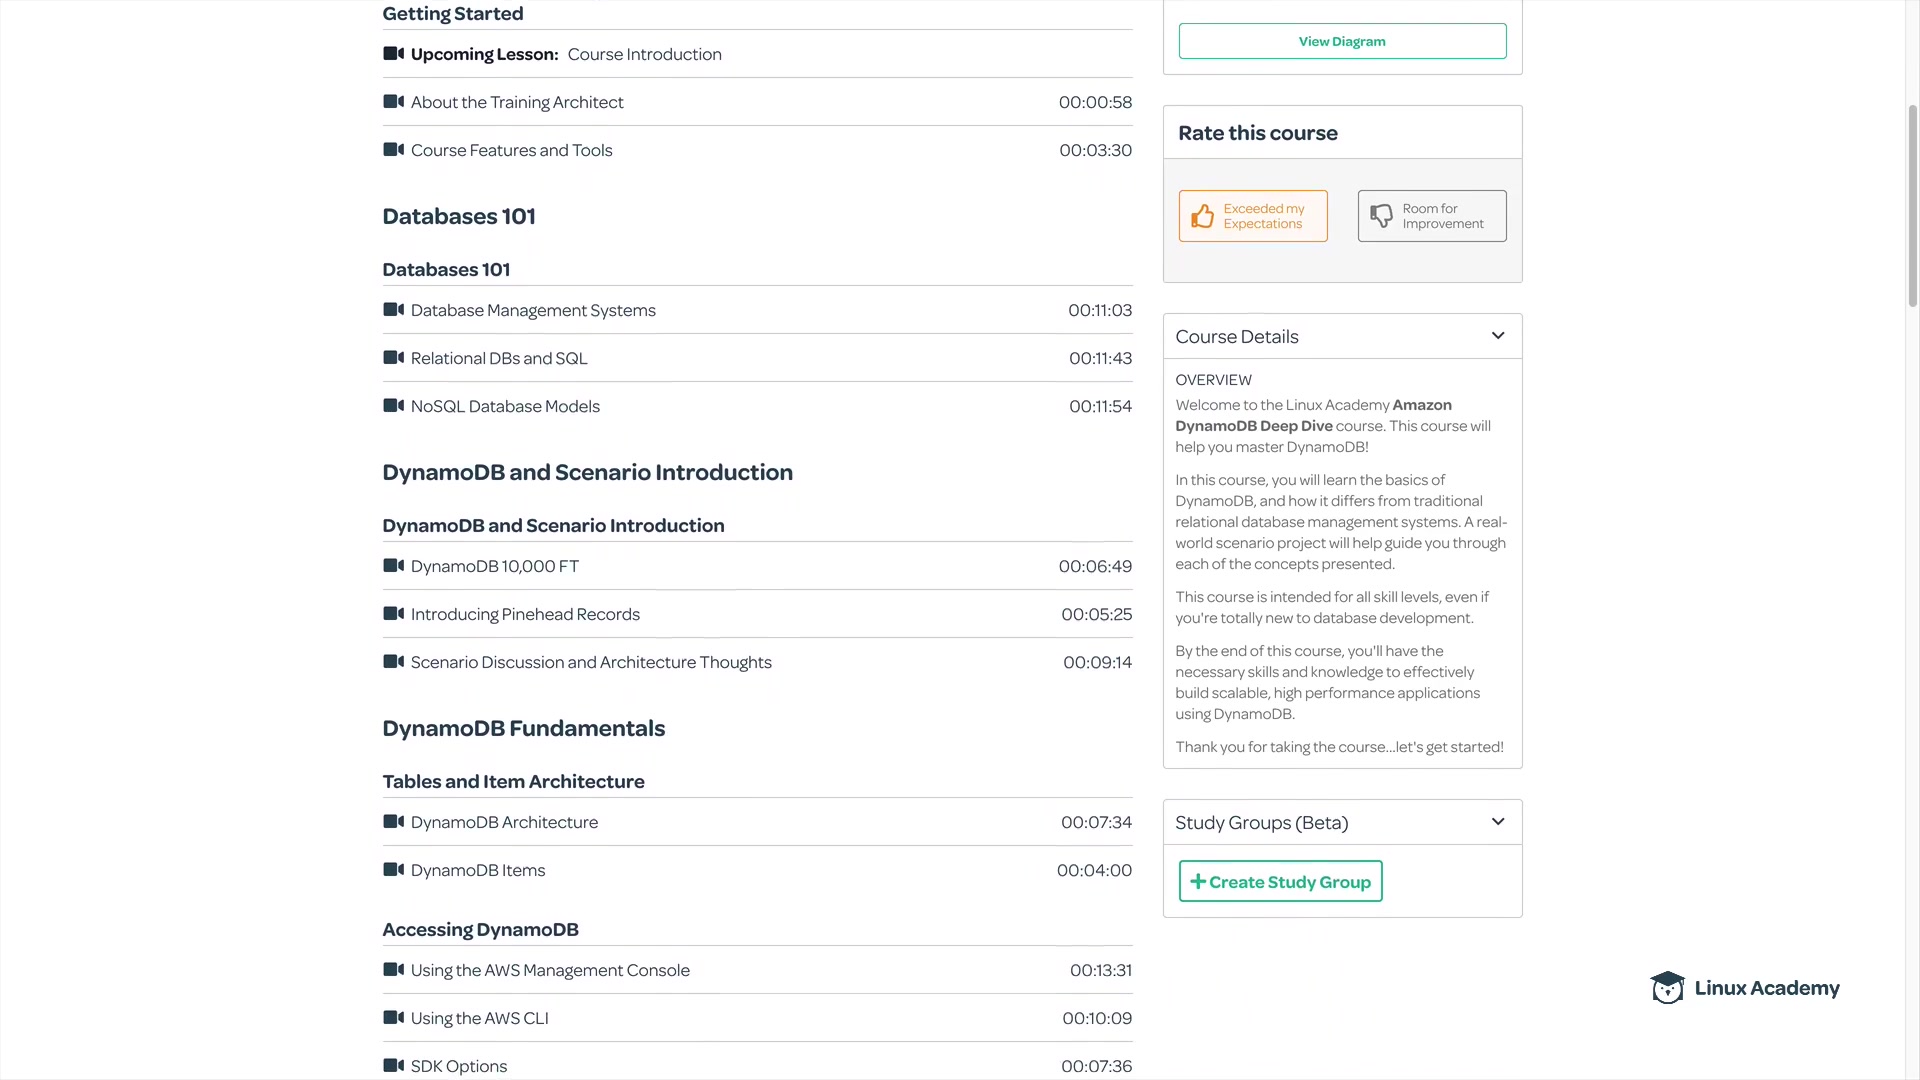 Getting Started
Upcoming Lesson: Course Introduction
About the Training Architect 00:00:58
Course Features and Tools 00:03:30
Databases 101
Databases 101
Database Management Systems 00:11:03
Relational DBs and SQL 00:11:43
NoSQL Database Models 00:11:54
DynamoDB and Scenario Introduction
DynamoDB and Scenario Introduction
DynamoDB 10,000 FT 00:06:49
Introducing Pinehead Records 00:05:25
Scenario Discussion and Architecture Thoughts 00:09:14
DynamoDB Fundamentals
Tables and Item Architecture
DynamoDB Architecture 00:07:34
DynamoDB Items 00:04:00
Accessing DynamoDB
Using the AWS Management Console 00:13:31
Using the AWS CLI 00:10:09
SDK Options 00:07:36
View Diagram
Rate this course
Exceeded my
Expectations
Room for
Improvement
Course Details
OVERVIEW
Welcome to the Linux Academy Amazon
DynamoDB Deep Dive course. This course will
help you master DynamoDB!
In this course, you will learn the basics of
DynamoDB, and how it differs from traditional
relational database management systems. A real-
world scenario project will help guide you through
each of the concepts presented.
This course is intended for all skill levels, even if
you're totally new to database development.
By the end of this course, you'll have the
necessary skills and knowledge to effectively
build scalable, high performance applications
using DynamoDB.
Thank you for taking the course...let's get started!
Study Groups (Beta)
+ Create Study Group
Linux Academy